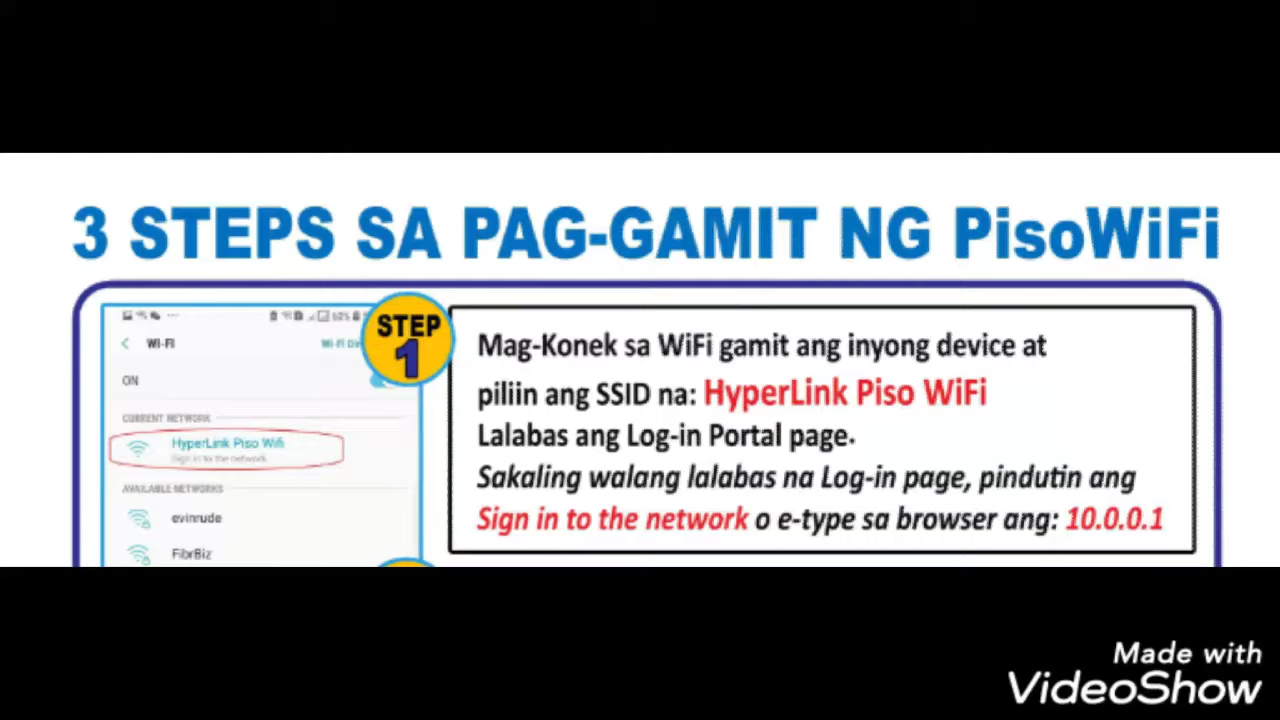 3 STEPS SA PAG-GAMIT NG PisoWiFi
STEP
1
Mag-Konek sa WiFi gamit ang inyong device at
piliin ang SSID na: HyperLink Piso WiFi
Lalabas ang Log-in Portal page.
Sakaling walang lalabas na Log-in page, pindutin ang
Sign in to the network o e-type sa browser ang: 10.0.0.1
WI-FI
Wi-Fi
ON
CURRENT NETWORK
HyperLink Piso Wifi
Sign in to the network
AVAILABLE NETWORKS
evinrude
FibrBiz
Made with
VideoShow